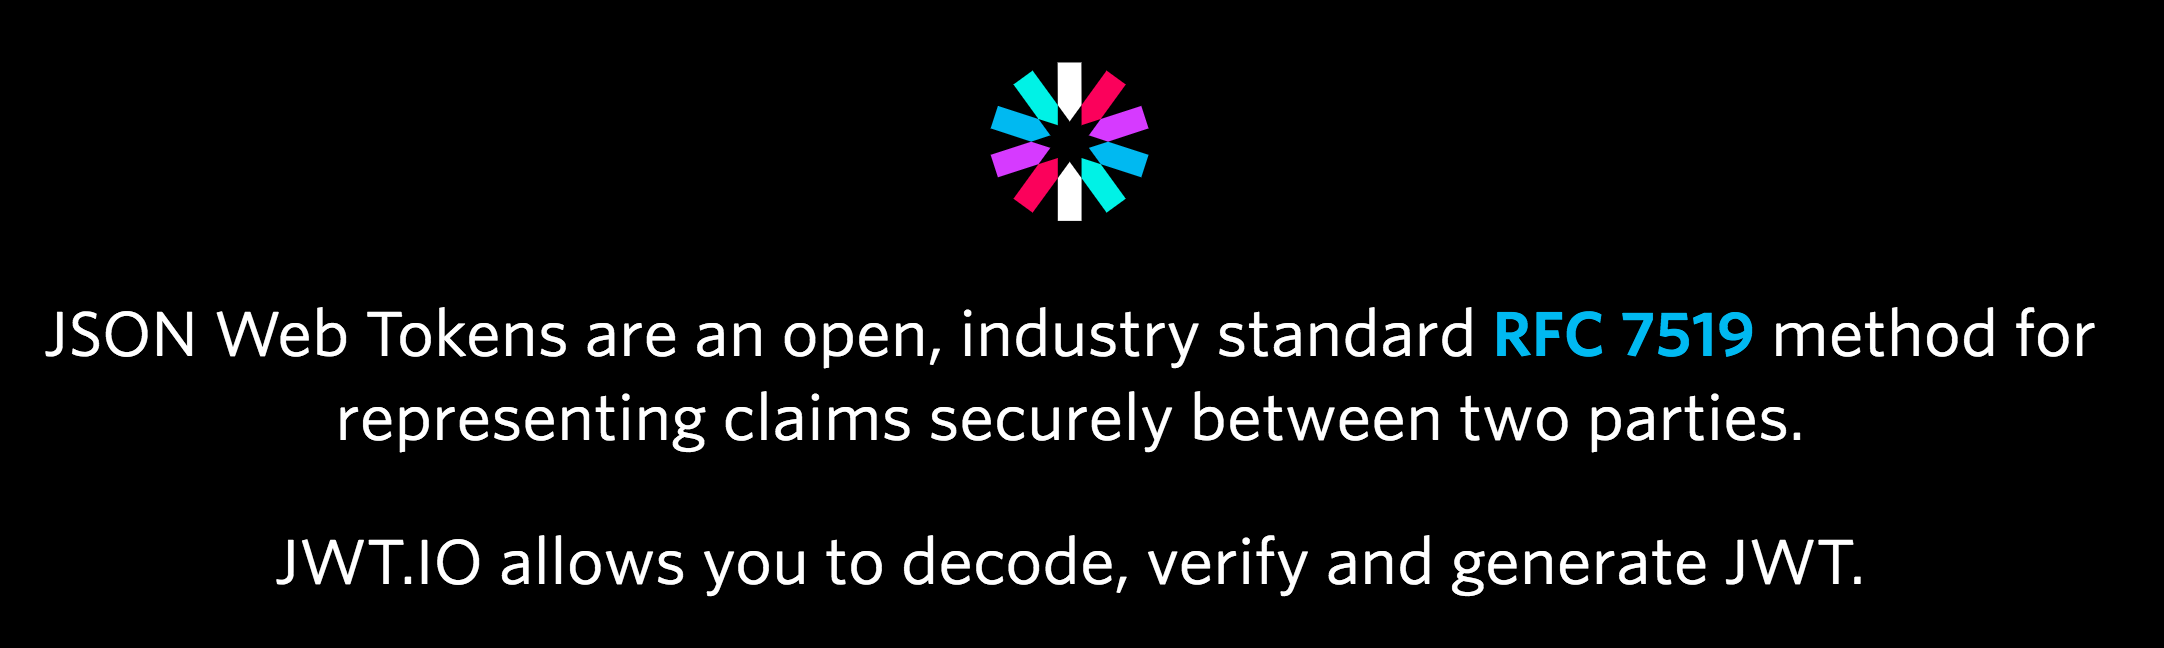 JSON Web Tokens are an open, industry standard RFC 7519 method for
representing claims securely between two parties.
JWT.IO allows you to decode, verify and generate JWT.